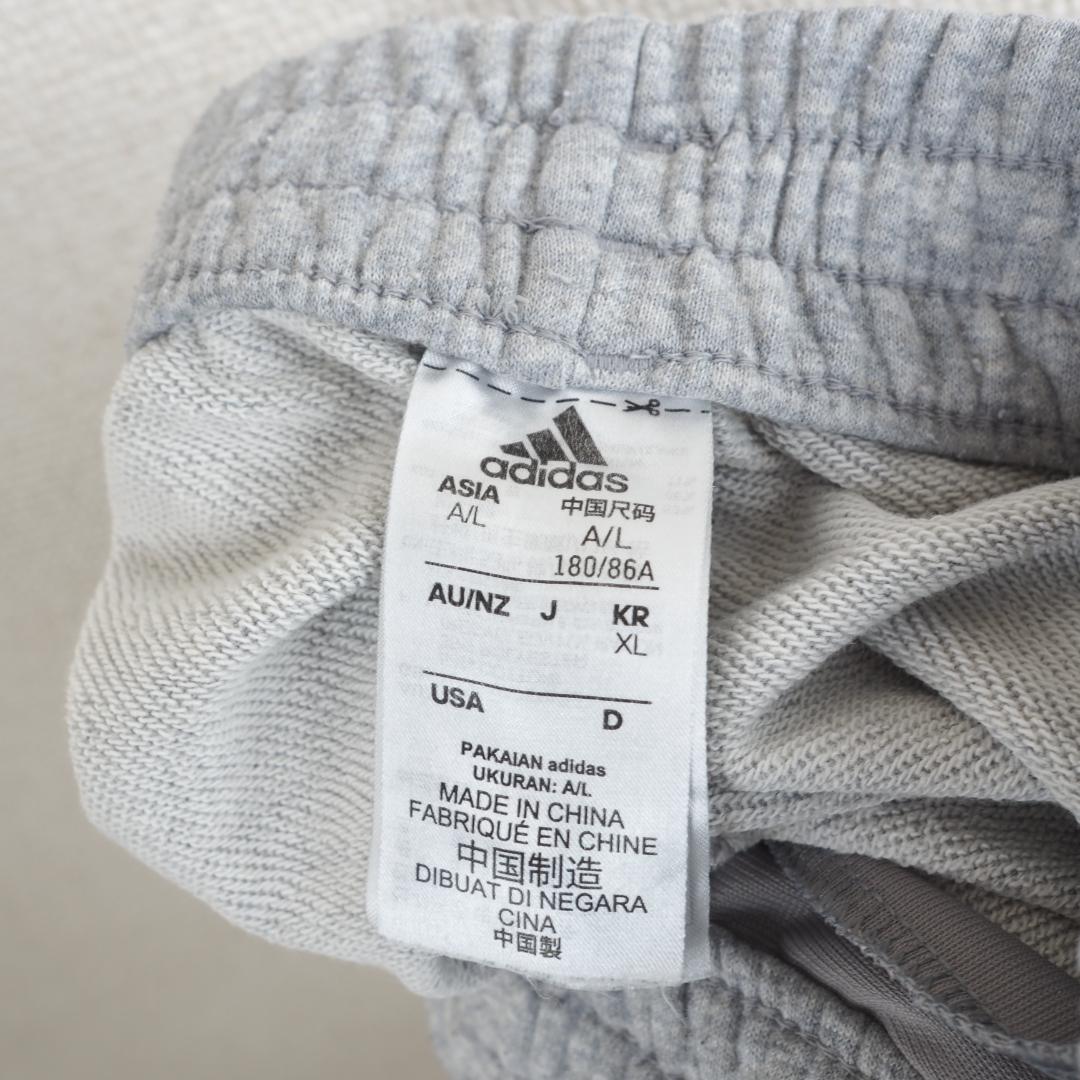 adidas
ASIA 中国尺码
A/L A/L
180/86A
AU/NZ J KR
XL
USA D
PAKAIAN adidas
UKURAN: A/L
MADE IN CHINA
FABRIQUÉ EN CHINE
中国制造
DIBUAT DI NEGARA
CINA
中国製